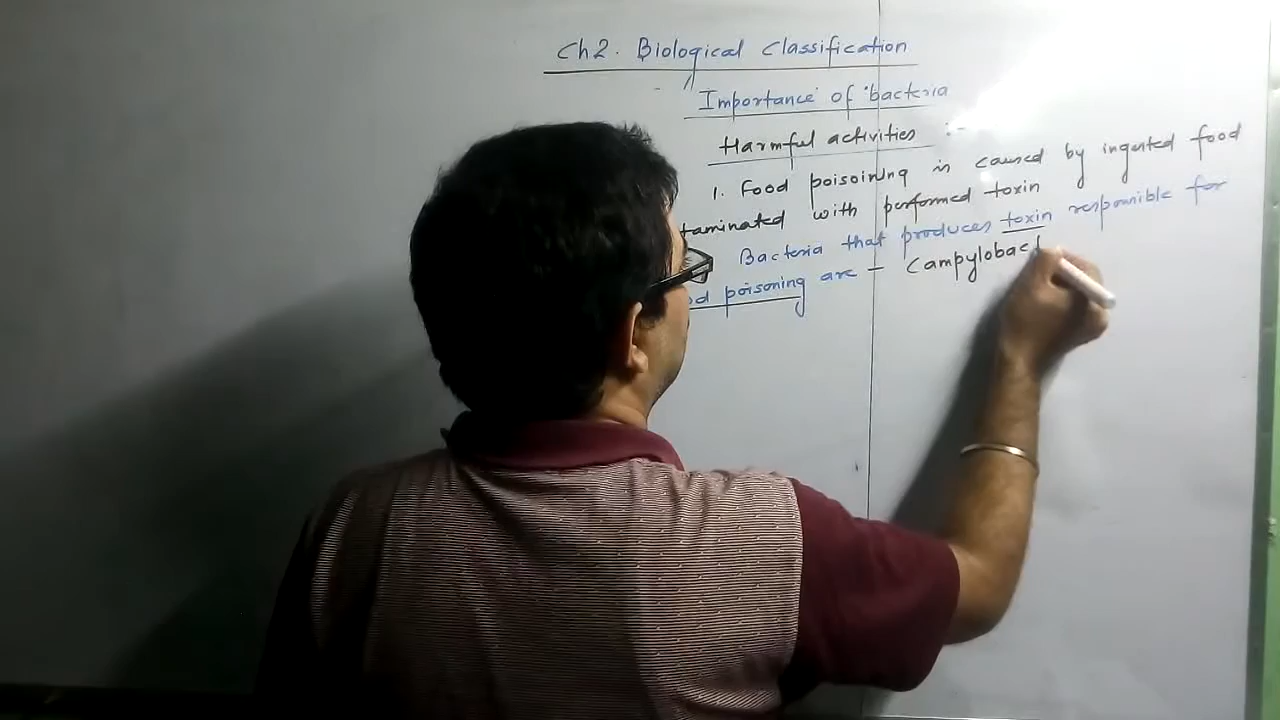 Ch2. Biological Classification
Importance of bacteria
Harmful activities :-
1. Food poisoining is caused by ingested food
taminated with performed toxin
Bacteria that produces toxin responsible for
od poisoning are - Campylobact